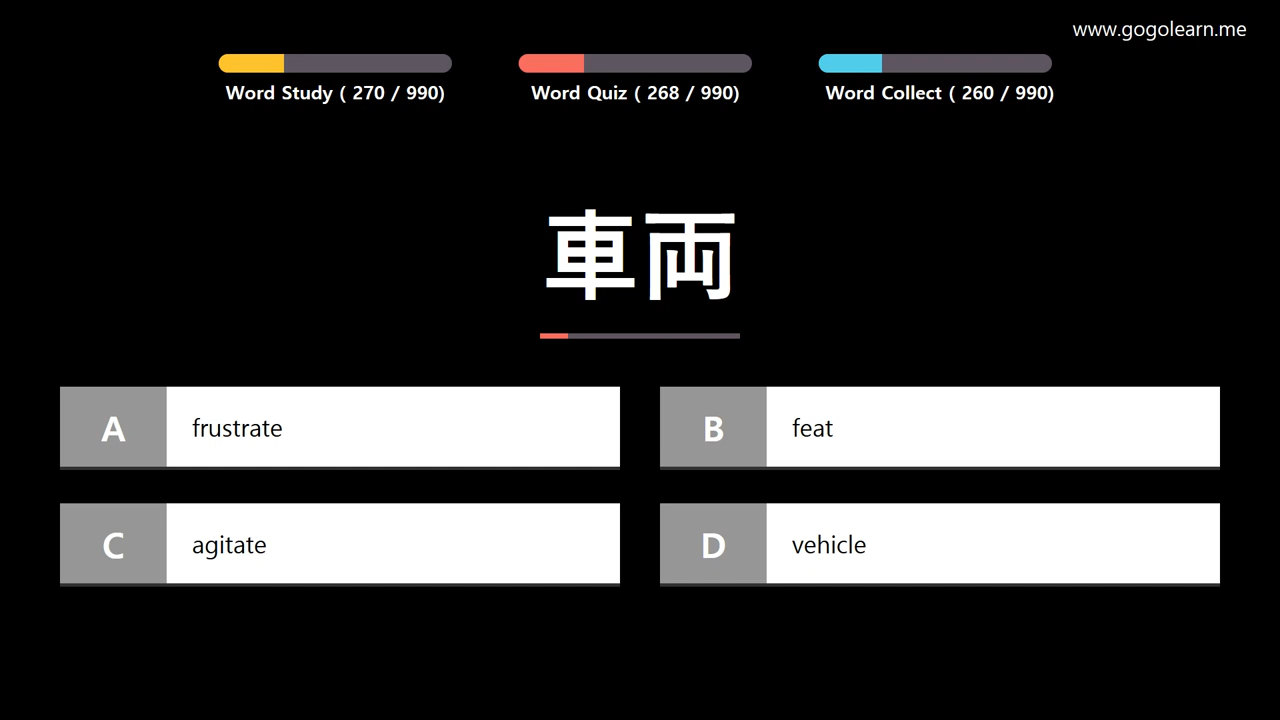 www.gogolearn.me
Word Study ( 270 / 990)
Word Quiz ( 268 / 990)
Word Collect ( 260 / 990)
車両
A frustrate
B feat
C agitate
D vehicle